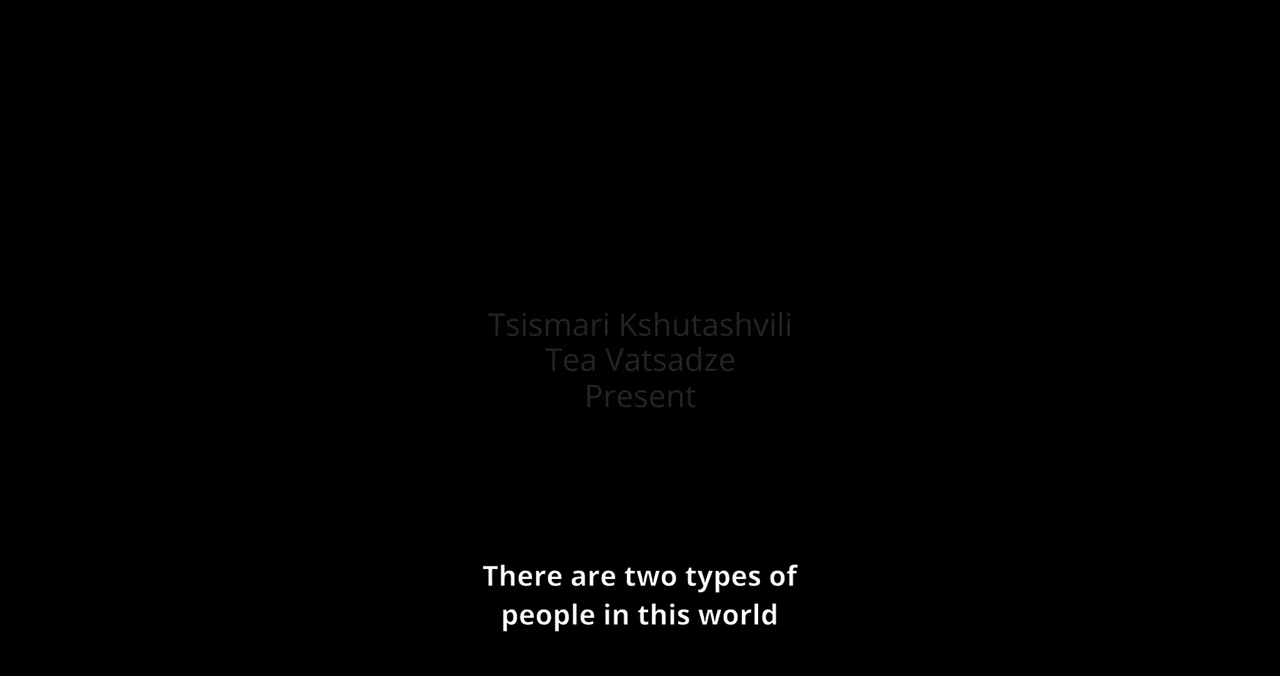 Tsismari Kshutashvili
Tea Vatsadze
Present
There are two types of
people in this world